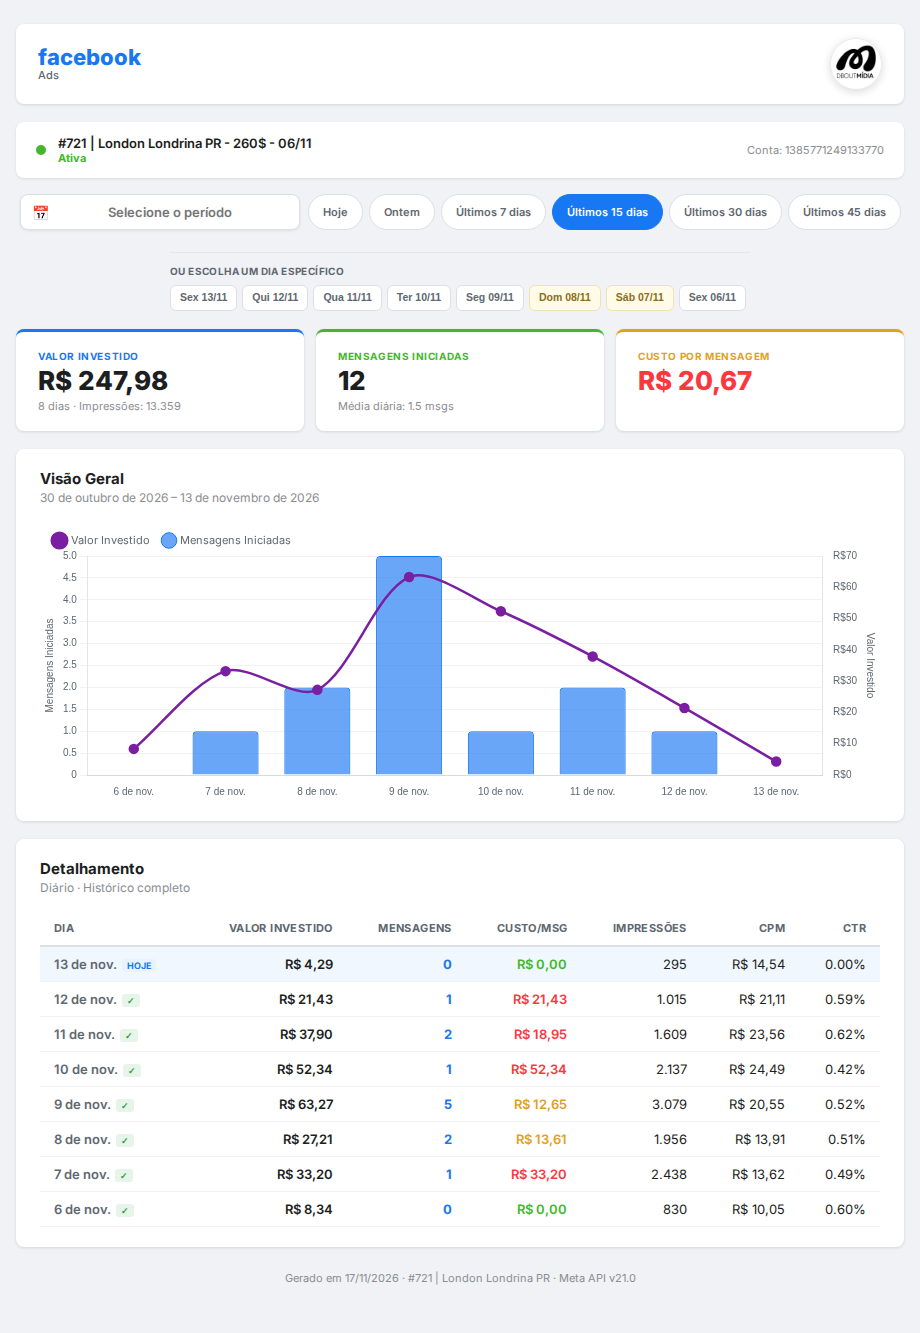 facebook
Ads
DBOUTMÍDIA
#721 | London Londrina PR - 260$ - 06/11
Ativa
Conta: 1385771249133770
Selecione o período
Hoje
Ontem
Últimos 7 dias
Últimos 15 dias
Últimos 30 dias
Últimos 45 dias
OU ESCOLHA UM DIA ESPECÍFICO
Sex 13/11
Qui 12/11
Qua 11/11
Ter 10/11
Seg 09/11
Dom 08/11
Sáb 07/11
Sex 06/11
VALOR INVESTIDO
R$ 247,98
8 dias · Impressões: 13.359
MENSAGENS INICIADAS
12
Média diária: 1.5 msgs
CUSTO POR MENSAGEM
R$ 20,67
Visão Geral
30 de outubro de 2026 – 13 de novembro de 2026
Valor Investido
Mensagens Iniciadas
5.0
4.5
4.0
3.5
3.0
2.5
2.0
1.5
1.0
0.5
0
Mensagens Iniciadas
R$70
R$60
R$50
R$40
R$30
R$20
R$10
R$0
Valor Investido
6 de nov.
7 de nov.
8 de nov.
9 de nov.
10 de nov.
11 de nov.
12 de nov.
13 de nov.
Detalhamento
Diário · Histórico completo
DIA VALOR INVESTIDO MENSAGENS CUSTO/MSG IMPRESSÕES CPM CTR
13 de nov. HOJE R$ 4,29 0 R$ 0,00 295 R$ 14,54 0.00%
12 de nov. ✓ R$ 21,43 1 R$ 21,43 1.015 R$ 21,11 0.59%
11 de nov. ✓ R$ 37,90 2 R$ 18,95 1.609 R$ 23,56 0.62%
10 de nov. ✓ R$ 52,34 1 R$ 52,34 2.137 R$ 24,49 0.42%
9 de nov. ✓ R$ 63,27 5 R$ 12,65 3.079 R$ 20,55 0.52%
8 de nov. ✓ R$ 27,21 2 R$ 13,61 1.956 R$ 13,91 0.51%
7 de nov. ✓ R$ 33,20 1 R$ 33,20 2.438 R$ 13,62 0.49%
6 de nov. ✓ R$ 8,34 0 R$ 0,00 830 R$ 10,05 0.60%
Gerado em 17/11/2026 · #721 | London Londrina PR · Meta API v21.0